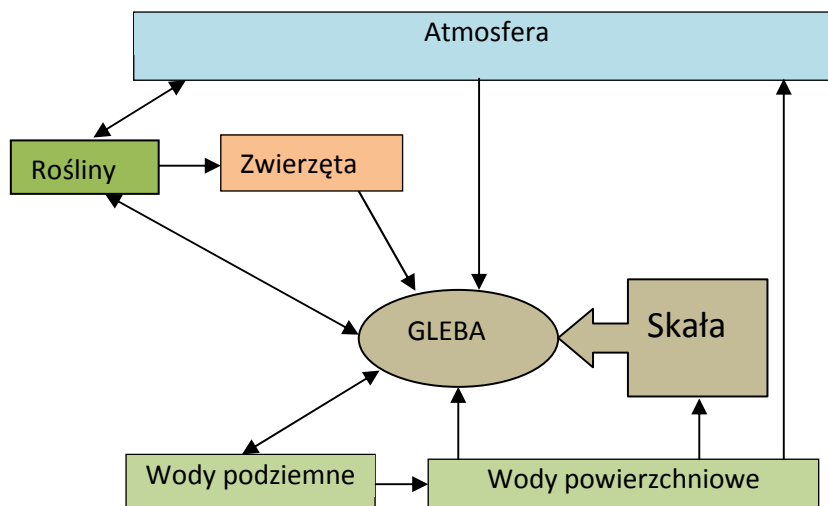 Atmosfera
Rośliny
Zwierzęta
GLEBA
Skała
Wody podziemne
Wody powierzchniowe